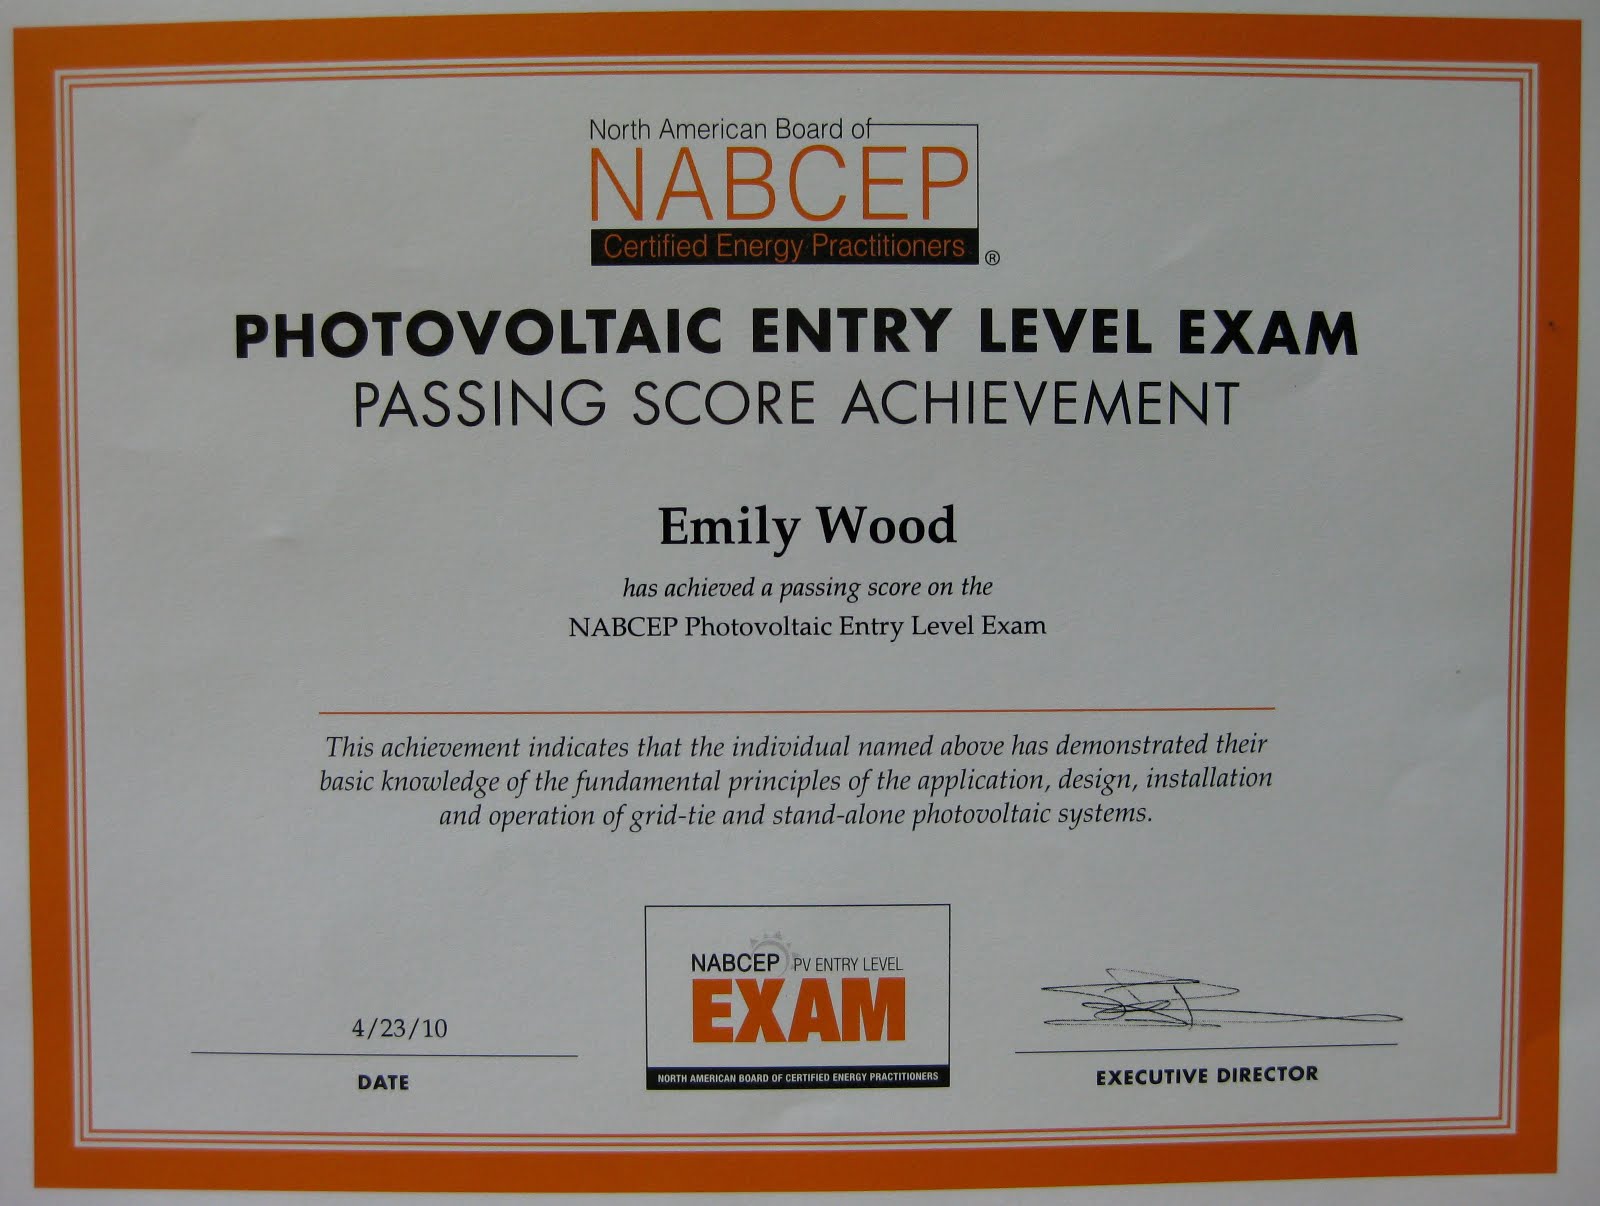 North American Board of
NABCEP
Certified Energy Practitioners ®
PHOTOVOLTAIC ENTRY LEVEL EXAM
PASSING SCORE ACHIEVEMENT
Emily Wood
has achieved a passing score on the
NABCEP Photovoltaic Entry Level Exam
This achievement indicates that the individual named above has demonstrated their
basic knowledge of the fundamental principles of the application, design, installation
and operation of grid-tie and stand-alone photovoltaic systems.
NABCEP PV ENTRY LEVEL
EXAM
NORTH AMERICAN BOARD OF CERTIFIED ENERGY PRACTITIONERS
4/23/10
DATE
EXECUTIVE DIRECTOR